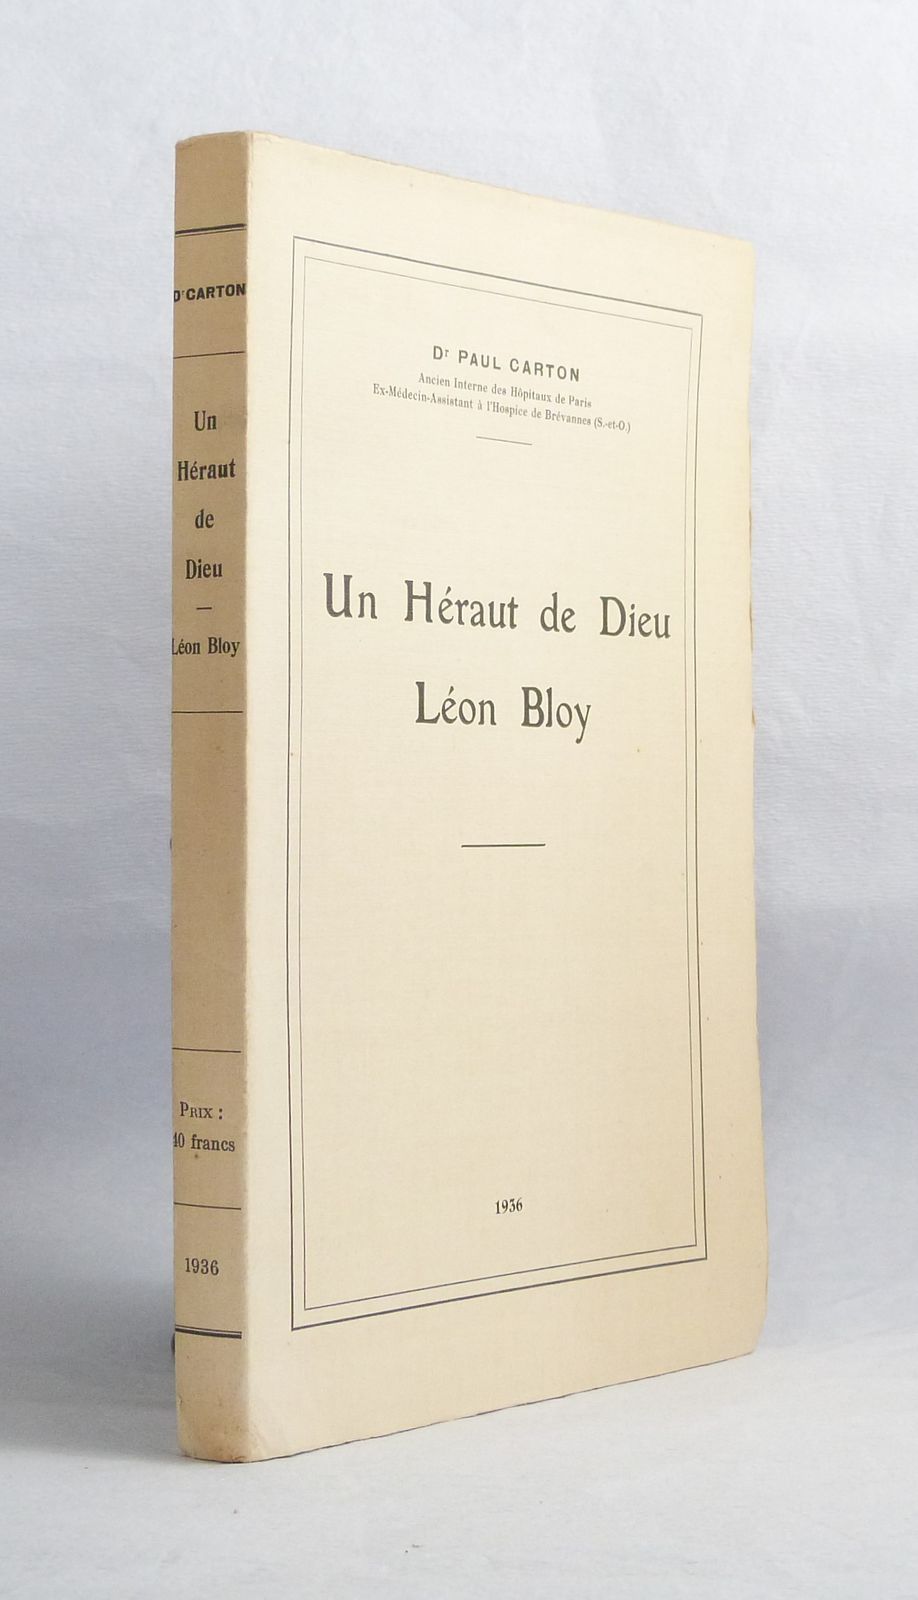 Dʳ CARTON
Un
Héraut
de
Dieu
Léon Bloy
PRIX :
40 francs
1936
Dʳ PAUL CARTON
Ancien Interne des Hôpitaux de Paris
Ex-Médecin-Assistant à l'Hospice de Brévannes (S.-et-O.)
Un Héraut de Dieu
Léon Bloy
1936